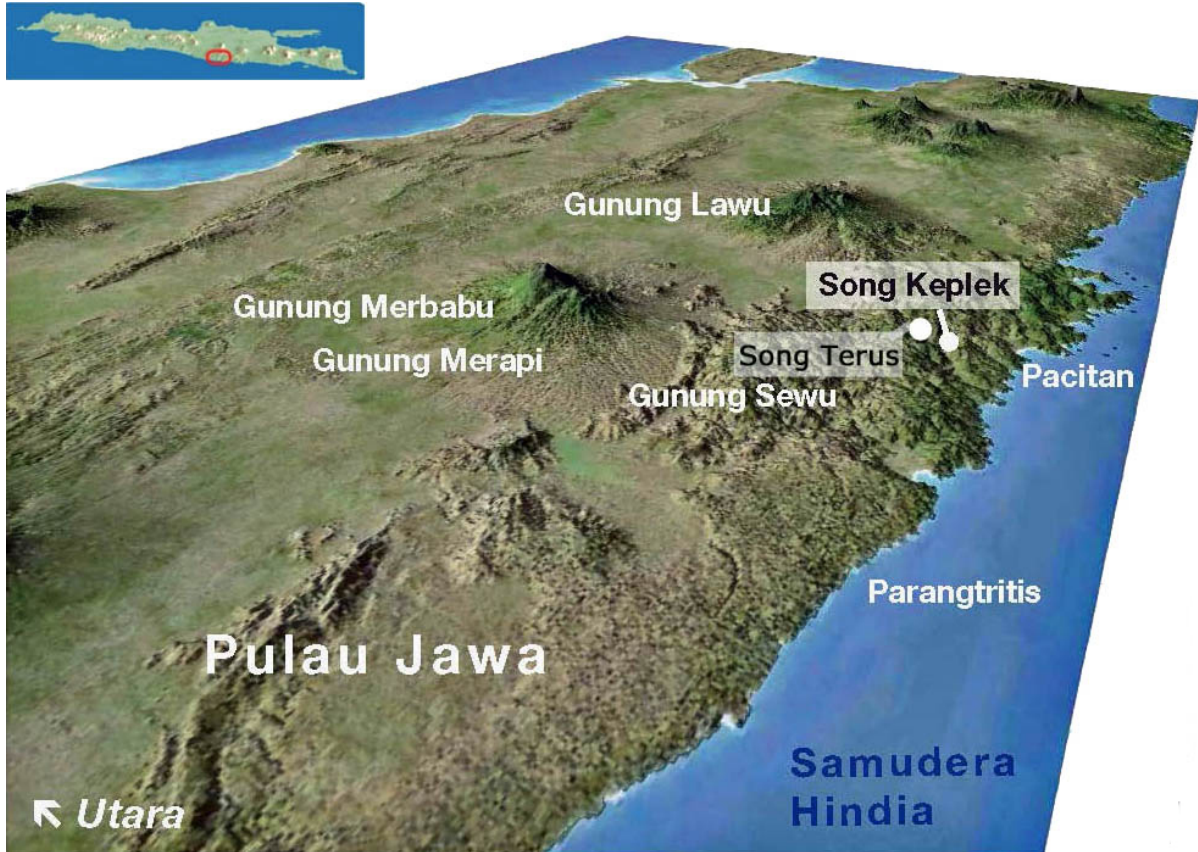 Gunung Lawu
Song Keplek
Gunung Merbabu
Song Terus
Gunung Merapi
Pacitan
Gunung Sewu
Parangtritis
Pulau Jawa
Samudera
Hindia
Utara